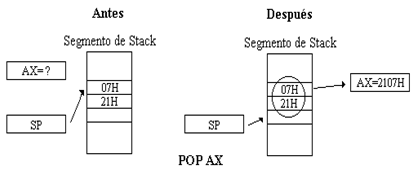 Antes
Después
Segmento de Stack
Segmento de Stack
AX=?
07H
21H
SP
07H
21H
AX=2107H
SP
POP AX